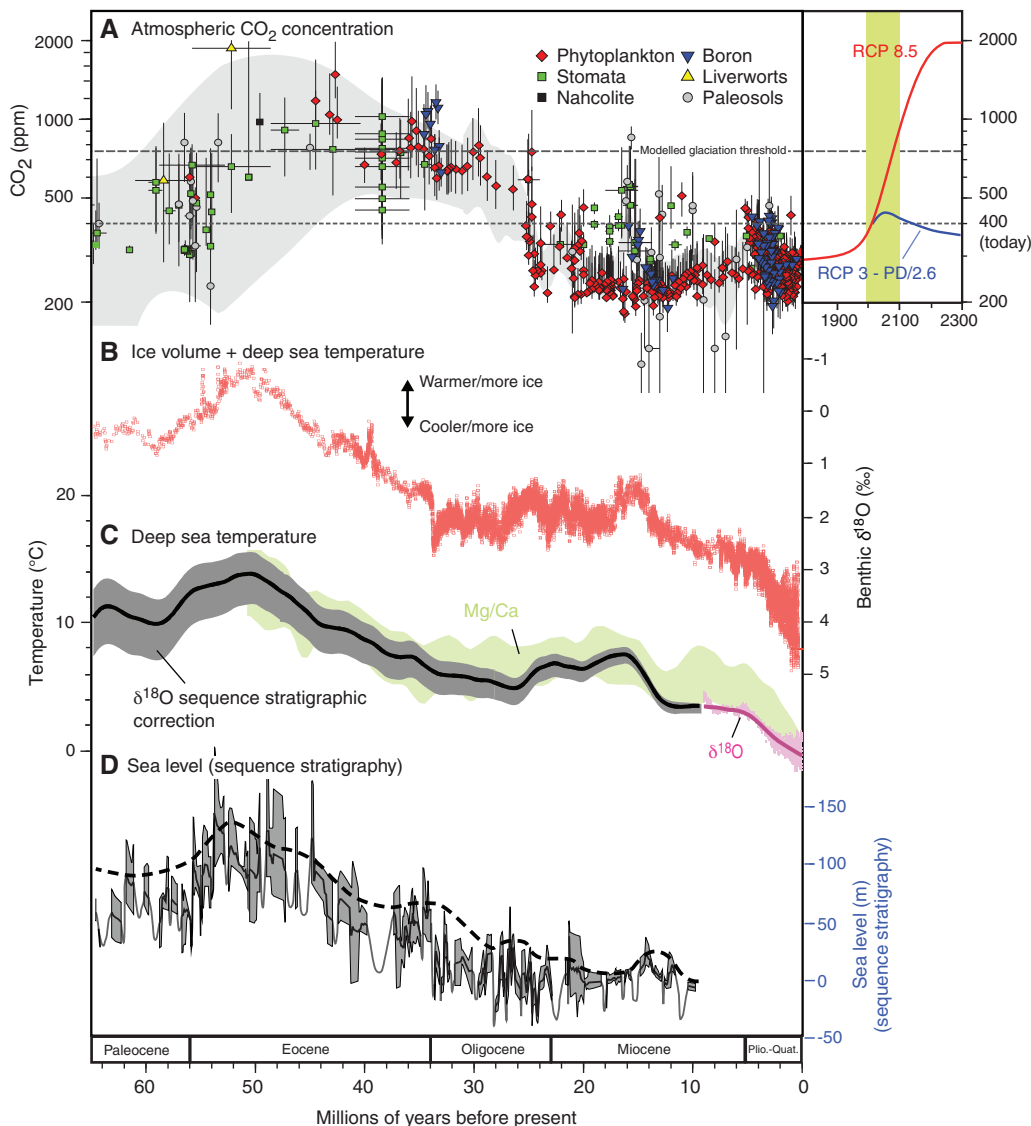 A Atmospheric CO2 concentration
Phytoplankton
Stomata
Nahcolite
Boron
Liverworts
Paleosols
Modelled glaciation threshold
CO2 (ppm)
2000
1000
500
200
RCP 8.5
RCP 3 - PD/2.6
2000
1000
500
400
(today)
200
1900
2100
2300
B Ice volume + deep sea temperature
Warmer/more ice
Cooler/more ice
-1
0
1
2
3
4
5
Benthic δ18O (‰)
C Deep sea temperature
Temperature (°C)
20
10
0
Mg/Ca
δ18O sequence stratigraphic
correction
δ18O
D Sea level (sequence stratigraphy)
150
100
50
0
-50
Sea level (m)
(sequence stratigraphy)
Paleocene
Eocene
Oligocene
Miocene
Plio.-Quat.
60
50
40
30
20
10
0
Millions of years before present